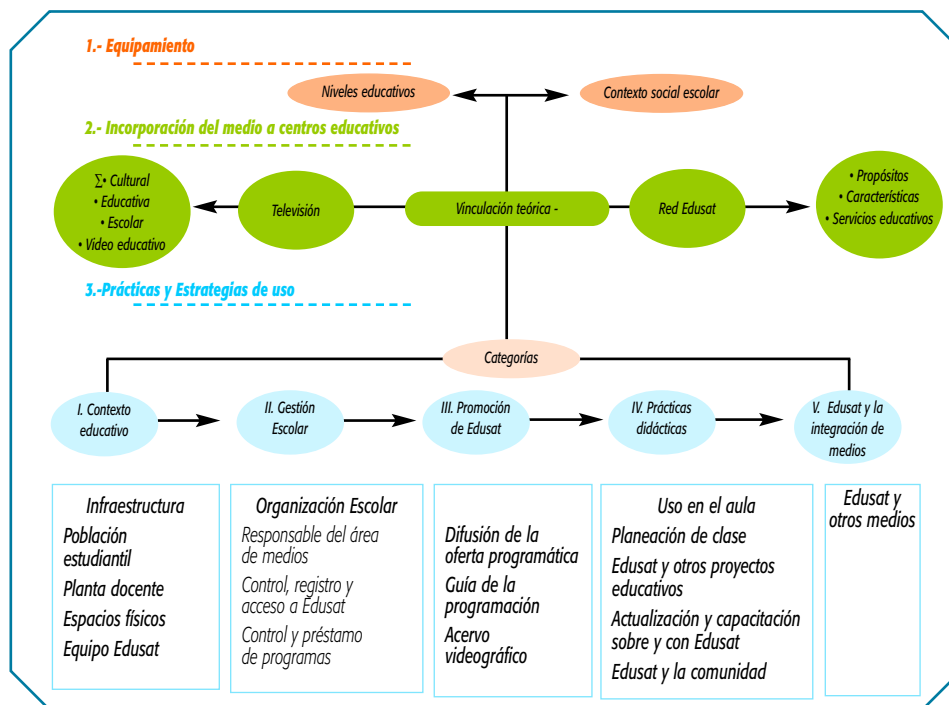 1.- Equipamiento
Níveles educativos
Contexto social escolar
2.- Incorporación del medio a centros educativos
∑• Cultural
• Educativa
• Escolar
• Video educativo
Televisión
Vinculación teórica -
Red Edusat
• Propósitos
• Características
• Servicios educativos
3.-Prácticas y Estrategías de uso
Categorías
I. Contexto
educativo
II. Gestión
Escolar
III. Promoción
de Edusat
IV. Prácticas
didácticas
V. Edusat y la
integración de
medios
Infraestructura
Población
estudiantil
Planta docente
Espacios físicos
Equipo Edusat
Organización Escolar
Responsable del área
de medios
Control, registro y
acceso a Edusat
Control y préstamo
de programas
Difusión de la
oferta programática
Guía de la
programación
Acervo
videográfico
Uso en el aula
Planeación de clase
Edusat y otros proyectos
educativos
Actualización y capacitación
sobre y con Edusat
Edusat y la comunidad
Edusat y
otros medios